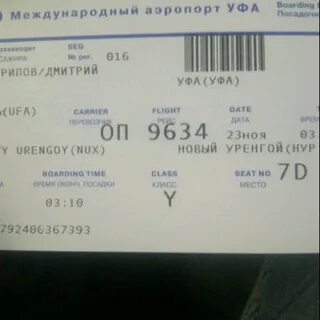 ) Международный аэропорт УФА Boarding
Посадочн
passenger SEQ
№ рег. 016
РИПОВ/ДМИТРИЙ
УФА(УФА)
(UFA) CARRIER FLIGHT DATE
ПЕРЕВОЗЧИК РЕЙС ДАТА
ОП 9634 23ноя 03
Y URENGOY(NUX) НОВЫЙ УРЕНГОЙ(НУР
BOARDING TIME CLASS SEAT NO
ВРЕМЯ ОКОНЧ. ПОСАДКИ КЛАСС МЕСТО
03:10 Y 7D
792400367393